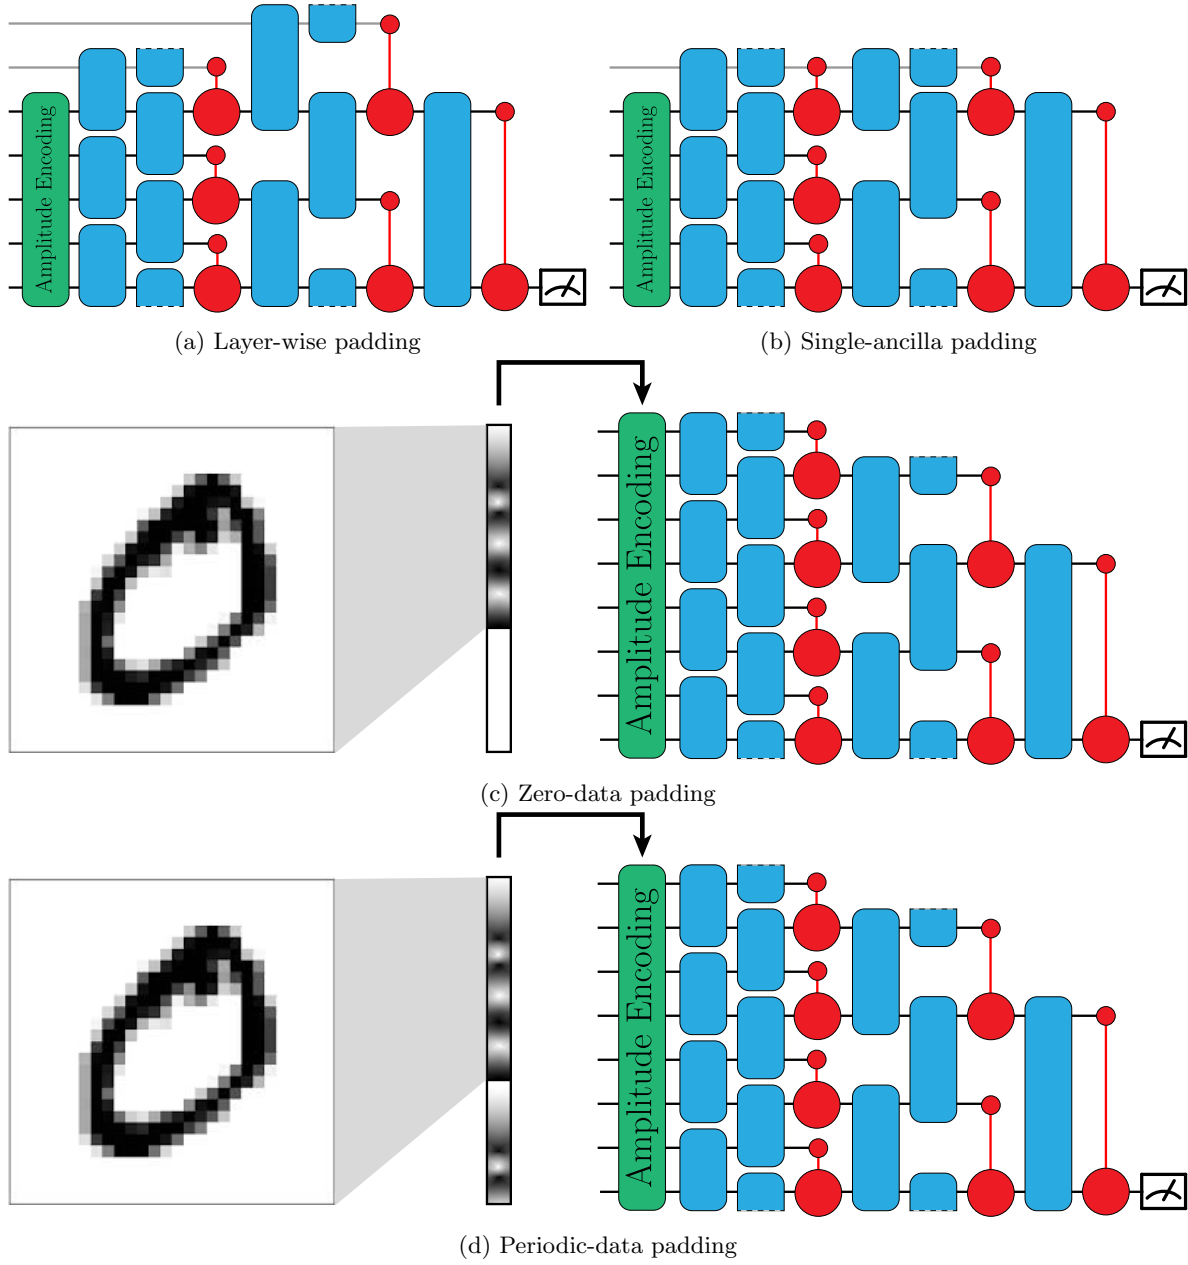 Amplitude Encoding
Amplitude Encoding
(a) Layer-wise padding
(b) Single-ancilla padding
Amplitude Encoding
(c) Zero-data padding
Amplitude Encoding
(d) Periodic-data padding